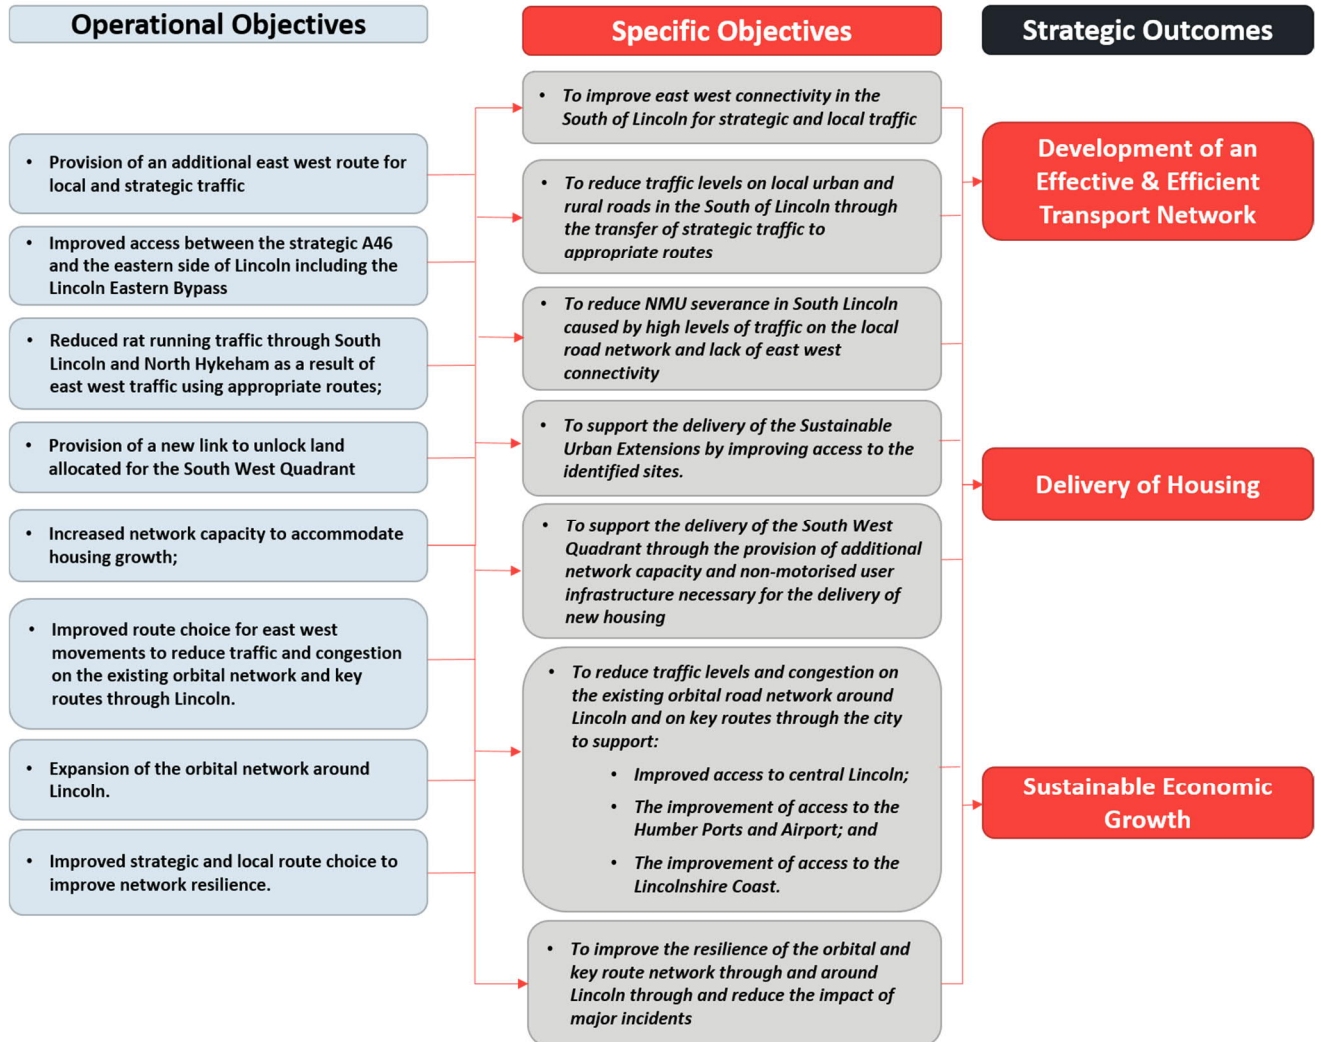 Operational Objectives
• Provision of an additional east west route for
local and strategic traffic
• Improved access between the strategic A46
and the eastern side of Lincoln including the
Lincoln Eastern Bypass
• Reduced rat running traffic through South
Lincoln and North Hykeham as a result of
east west traffic using appropriate routes;
• Provision of a new link to unlock land
allocated for the South West Quadrant
• Increased network capacity to accommodate
housing growth;
• Improved route choice for east west
movements to reduce traffic and congestion
on the existing orbital network and key
routes through Lincoln.
• Expansion of the orbital network around
Lincoln.
• Improved strategic and local route choice to
improve network resilience.
Specific Objectives
• To improve east west connectivity in the
South of Lincoln for strategic and local traffic
• To reduce traffic levels on local urban and
rural roads in the South of Lincoln through
the transfer of strategic traffic to
appropriate routes
• To reduce NMU severance in South Lincoln
caused by high levels of traffic on the local
road network and lack of east west
connectivity
• To support the delivery of the Sustainable
Urban Extensions by improving access to the
identified sites.
• To support the delivery of the South West
Quadrant through the provision of additional
network capacity and non-motorised user
infrastructure necessary for the delivery of
new housing
• To reduce traffic levels and congestion on
the existing orbital road network around
Lincoln and on key routes through the city
to support:
• Improved access to central Lincoln;
• The improvement of access to the
Humber Ports and Airport; and
• The improvement of access to the
Lincolnshire Coast.
• To improve the resilience of the orbital and
key route network through and around
Lincoln through and reduce the impact of
major incidents
Strategic Outcomes
Development of an
Effective & Efficient
Transport Network
Delivery of Housing
Sustainable Economic
Growth